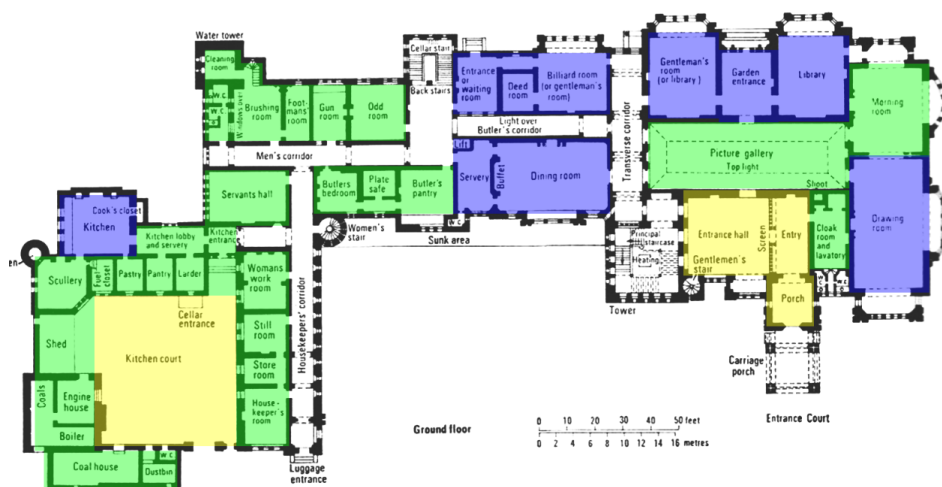 Water tower
Cleaning
room
W.C.
W.C.
Windows over
Brushing
room
Foot-
mans'
room
Gun
room
Odd
room
Cellar stair
Back stairs
Entrance
or
waiting
room
Deed
room
Billiard room
(or gentleman's
room)
Light over
Butler's corridor
Transverse corridor
Gentleman's
room
(or library)
Garden
entrance
Library
Morning
room
Men's corridor
Lift
Servery
Buffet
Dining room
Picture gallery
Top light
Shoot
Servants hall
Butlers
bedroom
Plate
safe
Butler's
pantry
W.C.
Women's
stair
Sunk area
Cook's closet
Kitchen
Kitchen lobby
and servery
Kitchen
entrance
Principal
staircase
Heating
Gentlemen's
stair
Entrance hall
Screen
Entry
Cloak
room
and
lavatory
W.C.
W.C.
Drawing
room
en
Scullery
Fuel
closet
Pastry
Pantry
Larder
Womans
work
room
Cellar
entrance
Housekeepers' corridor
Tower
Porch
Shed
Kitchen court
Still
room
Store
room
Carriage
porch
Coals
Engine
house
House-
keeper's
room
Boiler
Entrance Court
Ground floor
0 10 20 30 40 50 feet
0 2 4 6 8 10 12 14 16 metres
Coal house
W.C.
Dustbin
Luggage
entrance